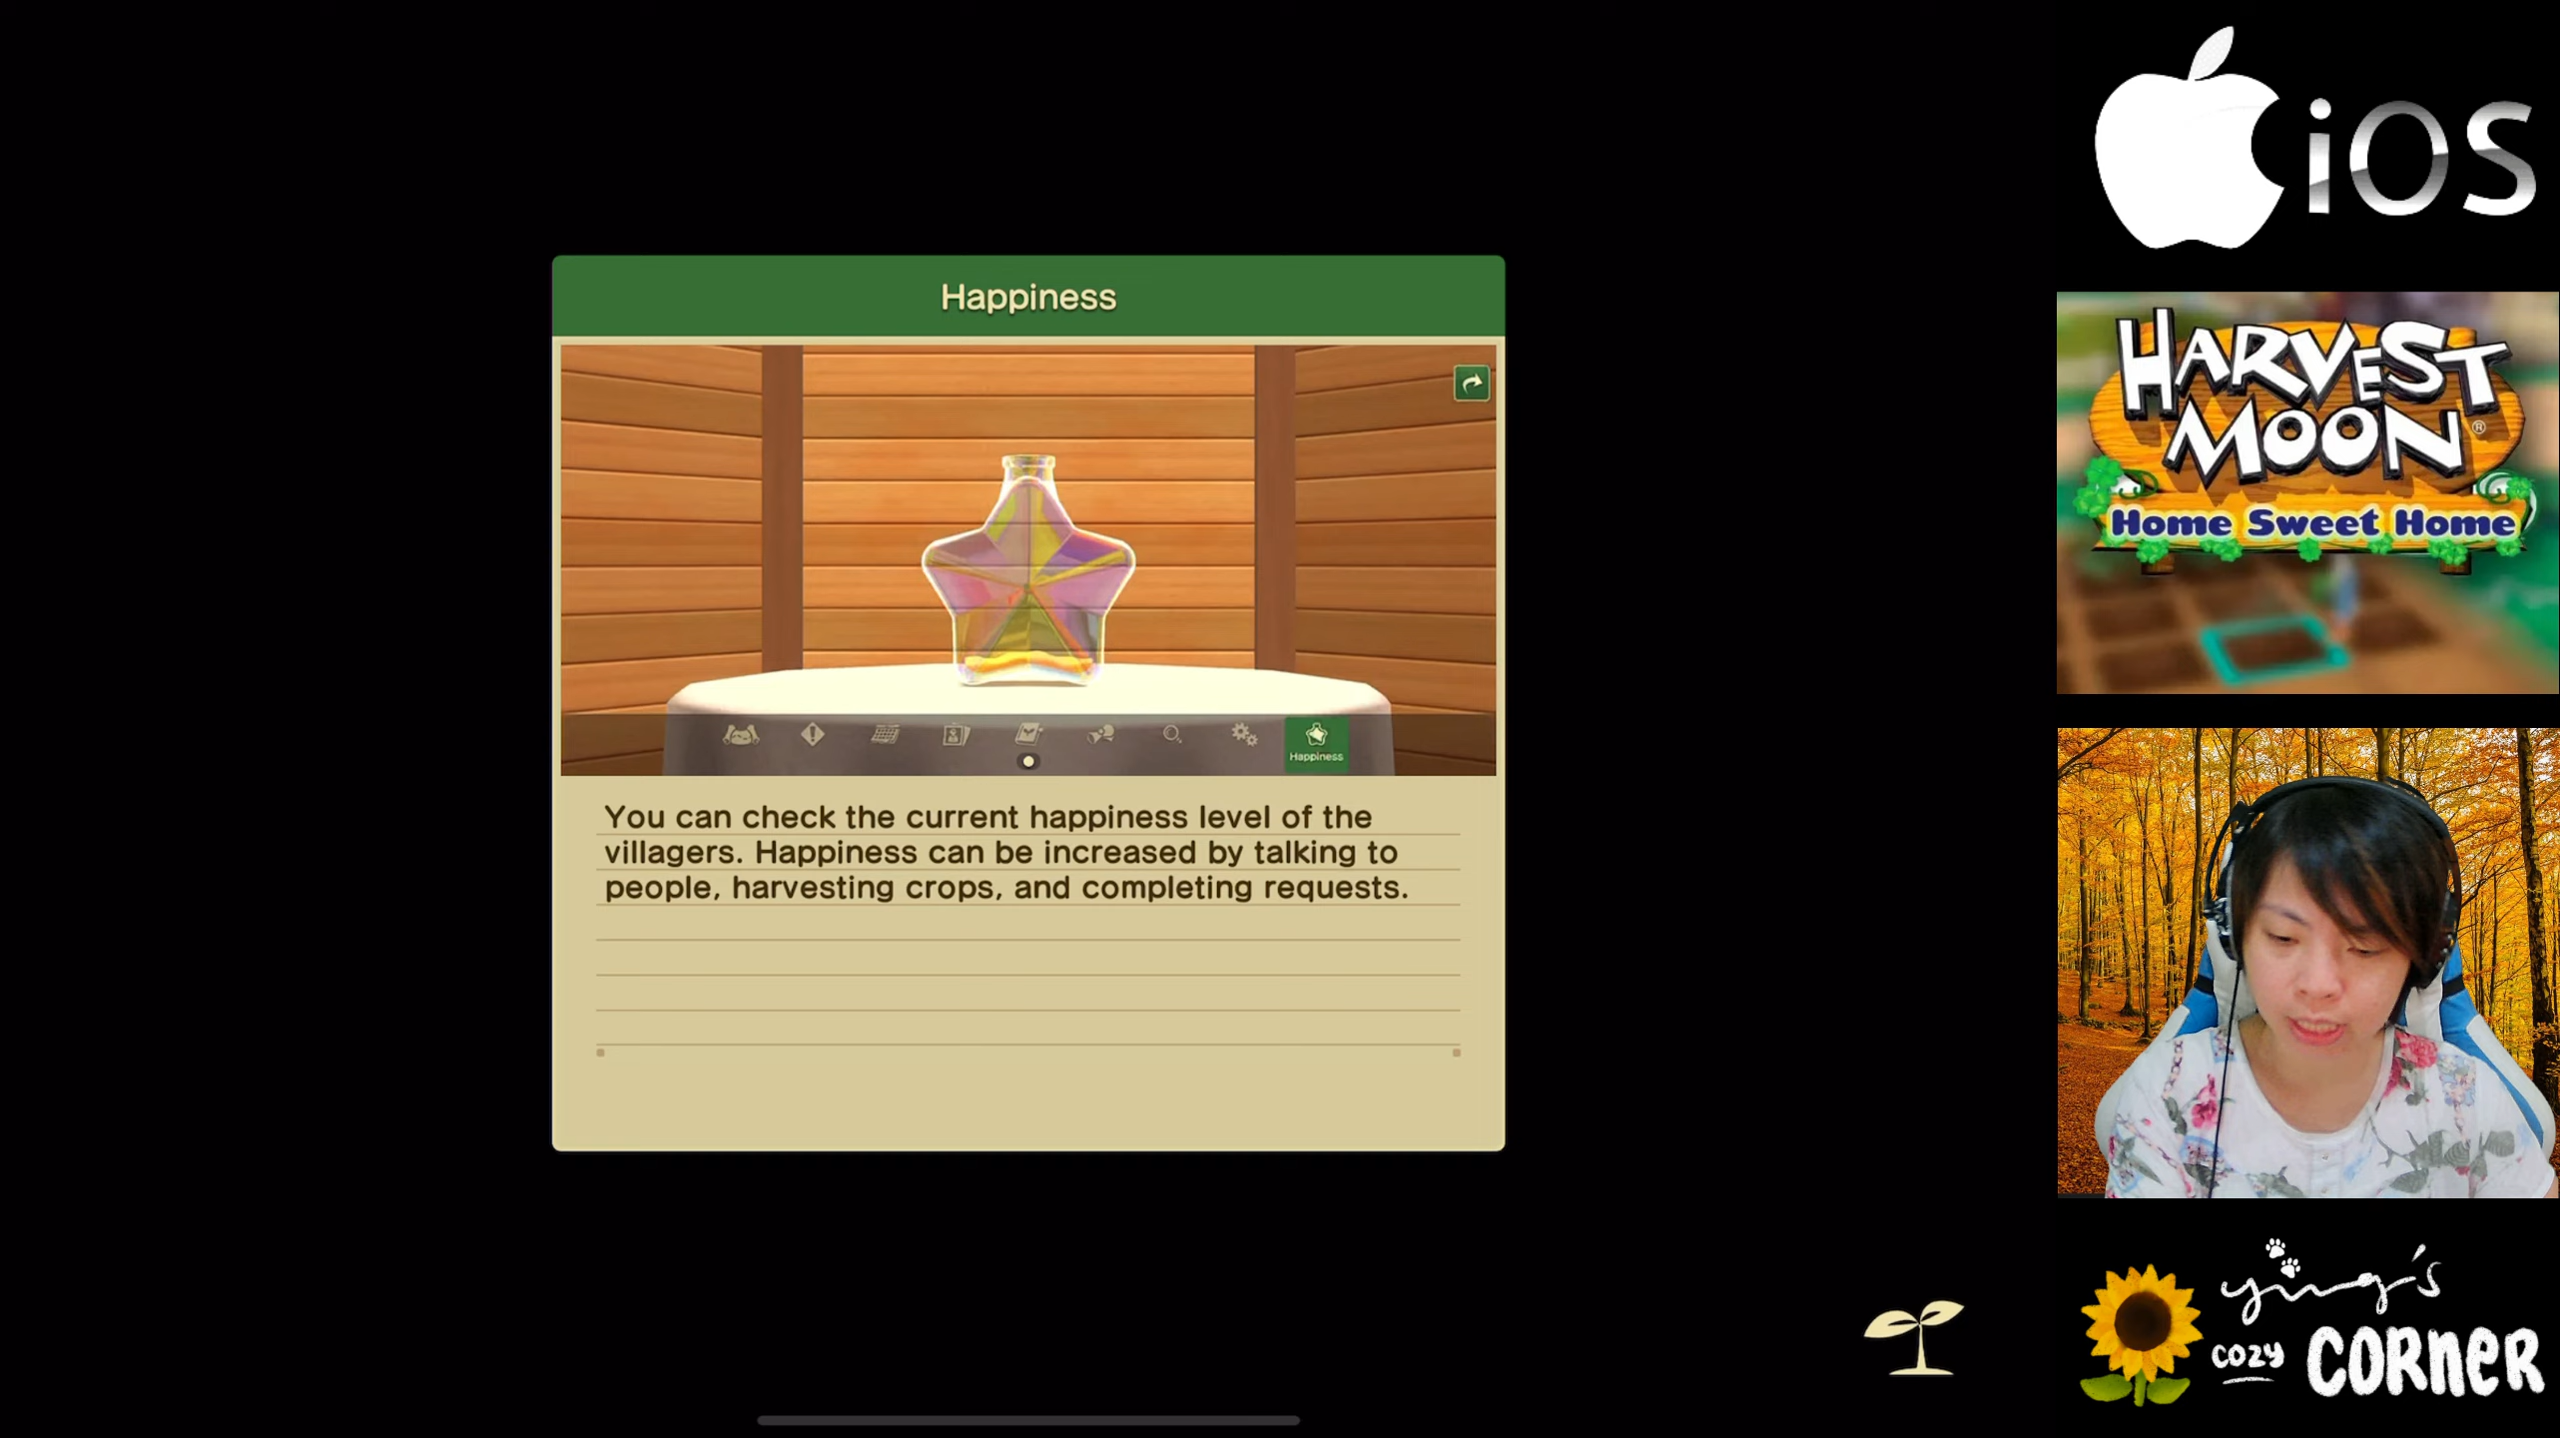 Happiness
Happiness
You can check the current happiness level of the
villagers. Happiness can be increased by talking to
people, harvesting crops, and completing requests.
iOS
HARVEST
MOON®
Home Sweet Home
ying's
cozy CORNER